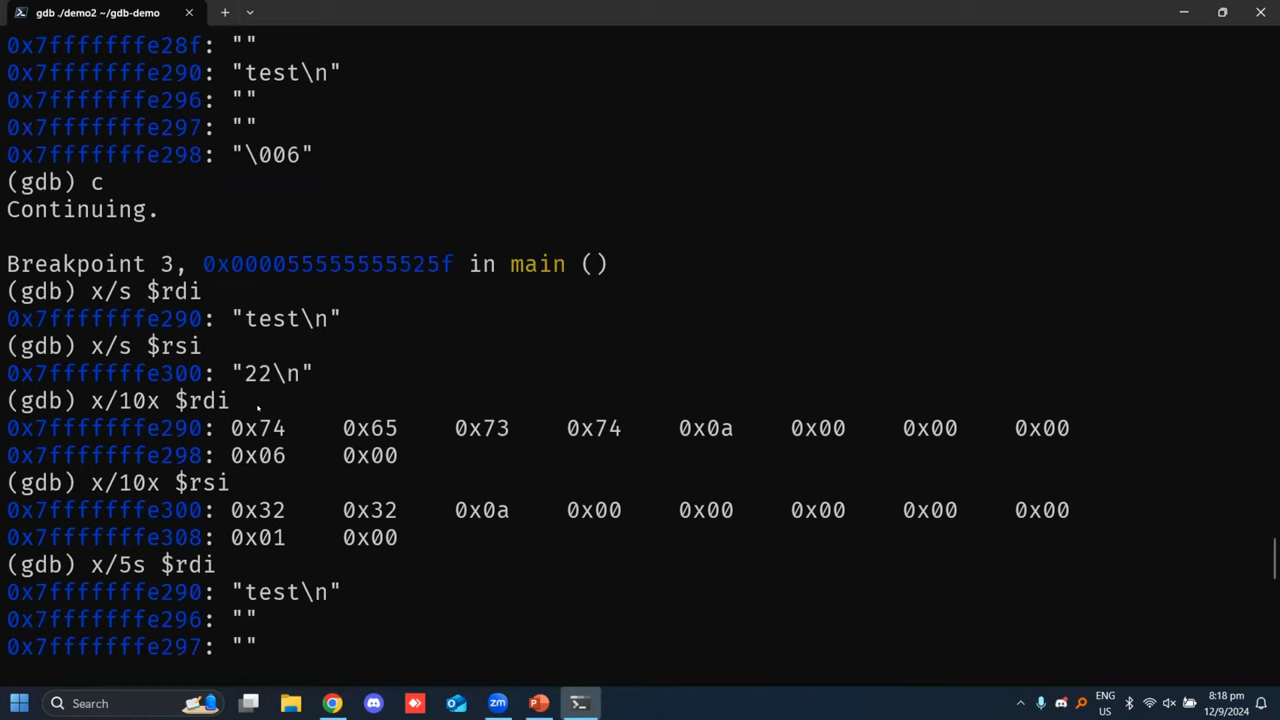 gdb ./demo2 ~/gdb-demo
0x7fffffffe28f: ""
0x7fffffffe290: "test\n"
0x7fffffffe296: ""
0x7fffffffe297: ""
0x7fffffffe298: "\006"
(gdb) c
Continuing.
Breakpoint 3, 0x000055555555525f in main ()
(gdb) x/s $rdi
0x7fffffffe290: "test\n"
(gdb) x/s $rsi
0x7fffffffe300: "22\n"
(gdb) x/10x $rdi
0x7fffffffe290: 0x74 0x65 0x73 0x74 0x0a 0x00 0x00 0x00
0x7fffffffe298: 0x06 0x00
(gdb) x/10x $rsi
0x7fffffffe300: 0x32 0x32 0x0a 0x00 0x00 0x00 0x00 0x00
0x7fffffffe308: 0x01 0x00
(gdb) x/5s $rdi
0x7fffffffe290: "test\n"
0x7fffffffe296: ""
0x7fffffffe297: ""
Search
zm
ENG
US
8:18 pm
12/9/2024